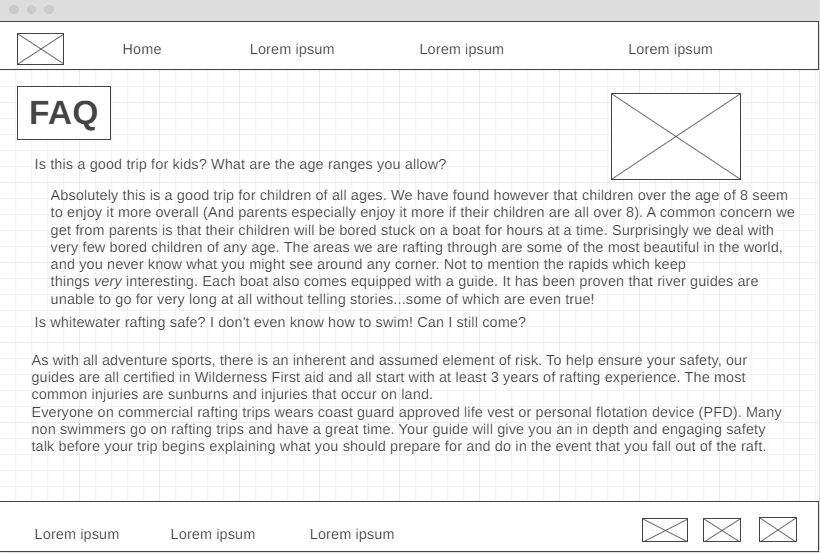 Home Lorem ipsum Lorem ipsum Lorem ipsum
FAQ
Is this a good trip for kids? What are the age ranges you allow?
Absolutely this is a good trip for children of all ages. We have found however that children over the age of 8 seem
to enjoy it more overall (And parents especially enjoy it more if their children are all over 8). A common concern we
get from parents is that their children will be bored stuck on a boat for hours at a time. Surprisingly we deal with
very few bored children of any age. The areas we are rafting through are some of the most beautiful in the world,
and you never know what you might see around any corner. Not to mention the rapids which keep
things very interesting. Each boat also comes equipped with a guide. It has been proven that river guides are
unable to go for very long at all without telling stories...some of which are even true!
Is whitewater rafting safe? I don't even know how to swim! Can I still come?
As with all adventure sports, there is an inherent and assumed element of risk. To help ensure your safety, our
guides are all certified in Wilderness First aid and all start with at least 3 years of rafting experience. The most
common injuries are sunburns and injuries that occur on land.
Everyone on commercial rafting trips wears coast guard approved life vest or personal flotation device (PFD). Many
non swimmers go on rafting trips and have a great time. Your guide will give you an in depth and engaging safety
talk before your trip begins explaining what you should prepare for and do in the event that you fall out of the raft.
Lorem ipsum Lorem ipsum Lorem ipsum